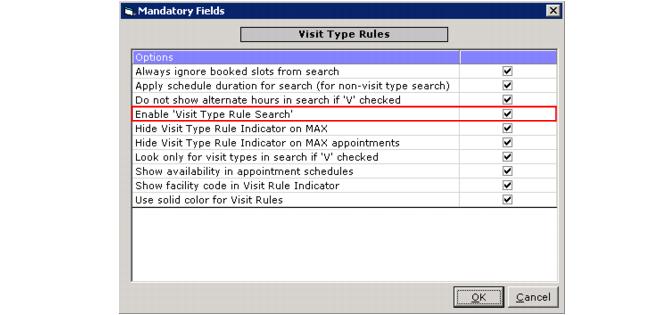 Mandatory Fields
Visit Type Rules
Options
Always ignore booked slots from search
Apply schedule duration for search (for non-visit type search)
Do not show alternate hours in search if 'V' checked
Enable 'Visit Type Rule Search'
Hide Visit Type Rule Indicator on MAX
Hide Visit Type Rule Indicator on MAX appointments
Look only for visit types in search if 'V' checked
Show availability in appointment schedules
Show facility code in Visit Rule Indicator
Use solid color for Visit Rules
OK Cancel